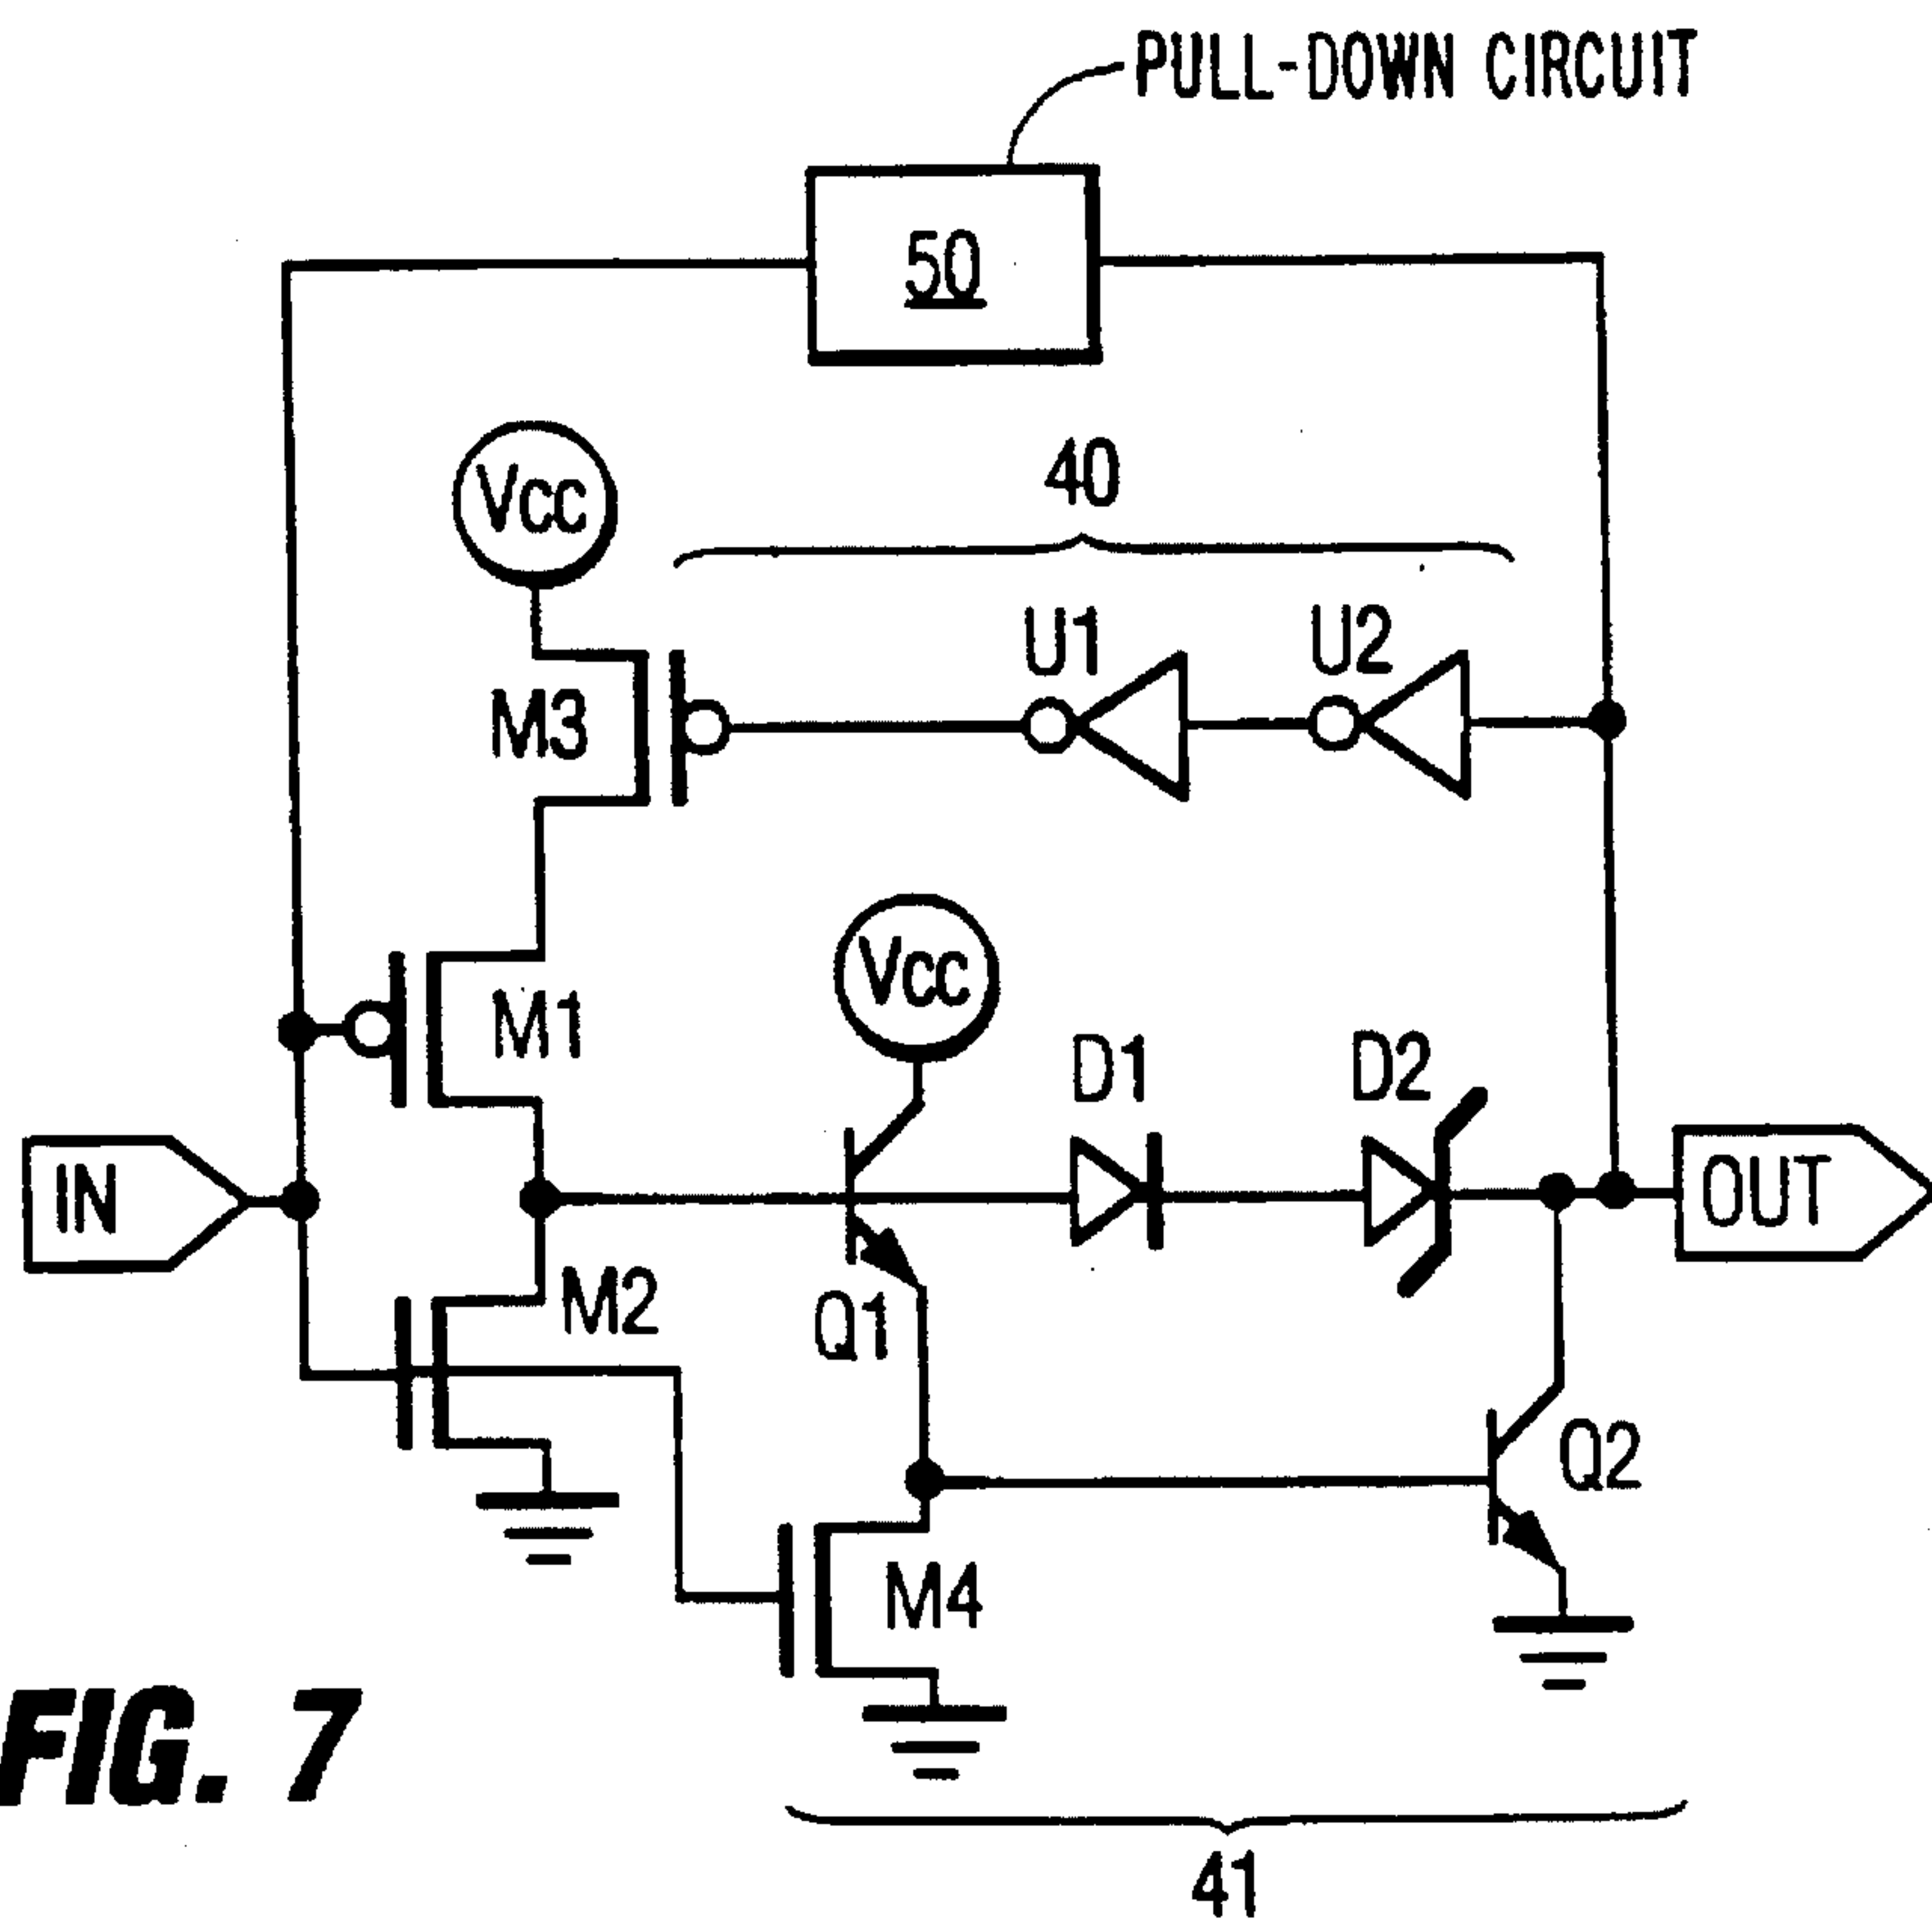 PULL-DOWN CIRCUIT
50
40
Vcc
U1
U2
M3
Vcc
M1
D1
D2
IN
OUT
M2
Q1
Q2
M4
FIG. 7
41